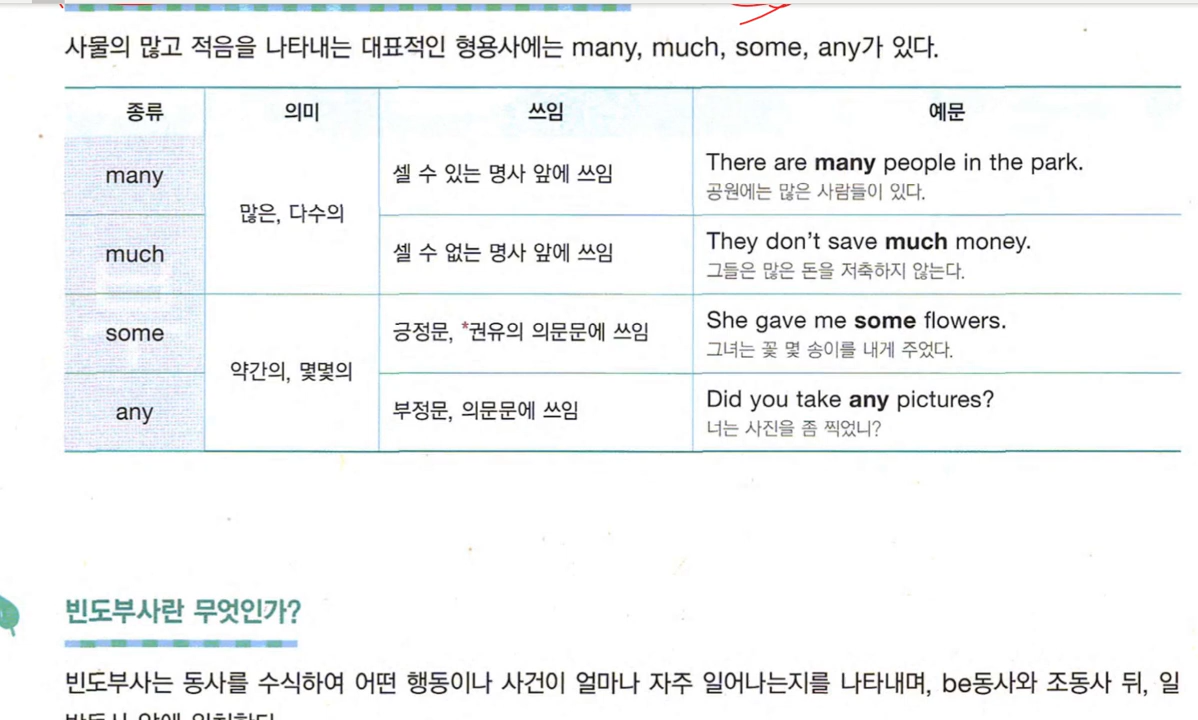 사물의 많고 적음을 나타내는 대표적인 형용사에는 many, much, some, any가 있다.
종류 의미 쓰임 예문
many 많은, 다수의 셀 수 있는 명사 앞에 쓰임 There are many people in the park.
공원에는 많은 사람들이 있다.
much 셀 수 없는 명사 앞에 쓰임 They don't save much money.
그들은 많은 돈을 저축하지 않는다.
some 약간의, 몇몇의 긍정문, *권유의 의문문에 쓰임 She gave me some flowers.
그녀는 꽃 몇 송이를 내게 주었다.
any 부정문, 의문문에 쓰임 Did you take any pictures?
너는 사진을 좀 찍었니?
빈도부사란 무엇인가?
빈도부사는 동사를 수식하여 어떤 행동이나 사건이 얼마나 자주 일어나는지를 나타내며, be동사와 조동사 뒤, 일